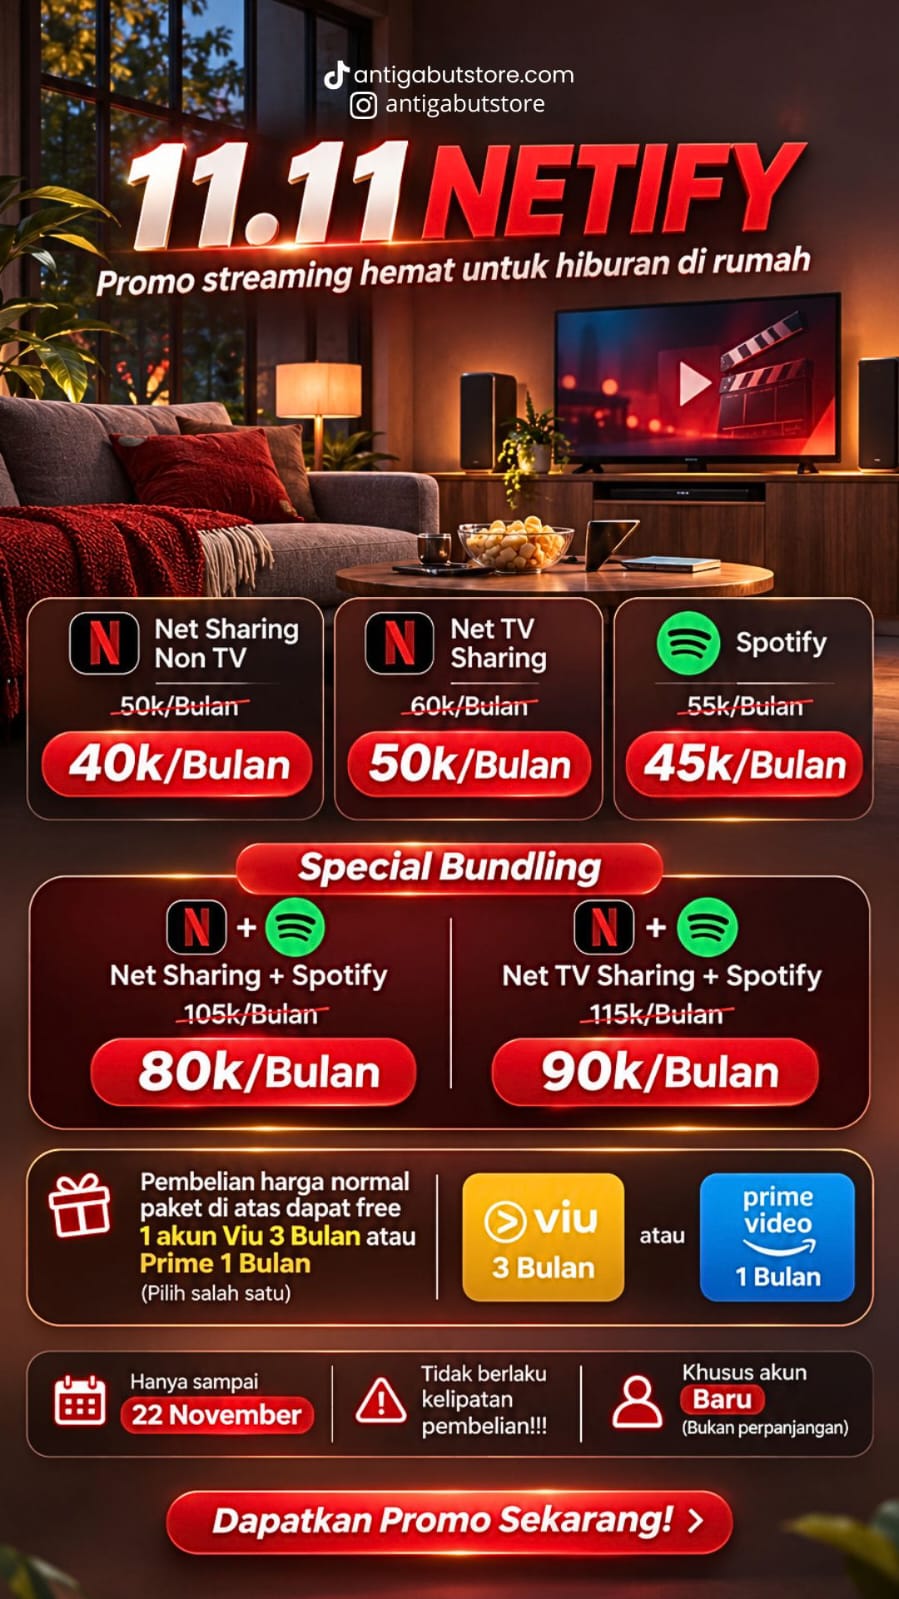 antigabutstore.com
antigabutstore
11.11 NETIFY
Promo streaming hemat untuk hiburan di rumah
N
Net Sharing
Non TV
50k/Bulan
40k/Bulan
N
Net TV
Sharing
60k/Bulan
50k/Bulan
Spotify
55k/Bulan
45k/Bulan
Special Bundling
N +
Net Sharing + Spotify
105k/Bulan
80k/Bulan
N +
Net TV Sharing + Spotify
115k/Bulan
90k/Bulan
Pembelian harga normal
paket di atas dapat free
1 akun Viu 3 Bulan atau
Prime 1 Bulan
(Pilih salah satu)
viu
3 Bulan
atau
prime
video
1 Bulan
Hanya sampai
22 November
Tidak berlaku
kelipatan
pembelian!!!
Khusus akun
Baru
(Bukan perpanjangan)
Dapatkan Promo Sekarang! >